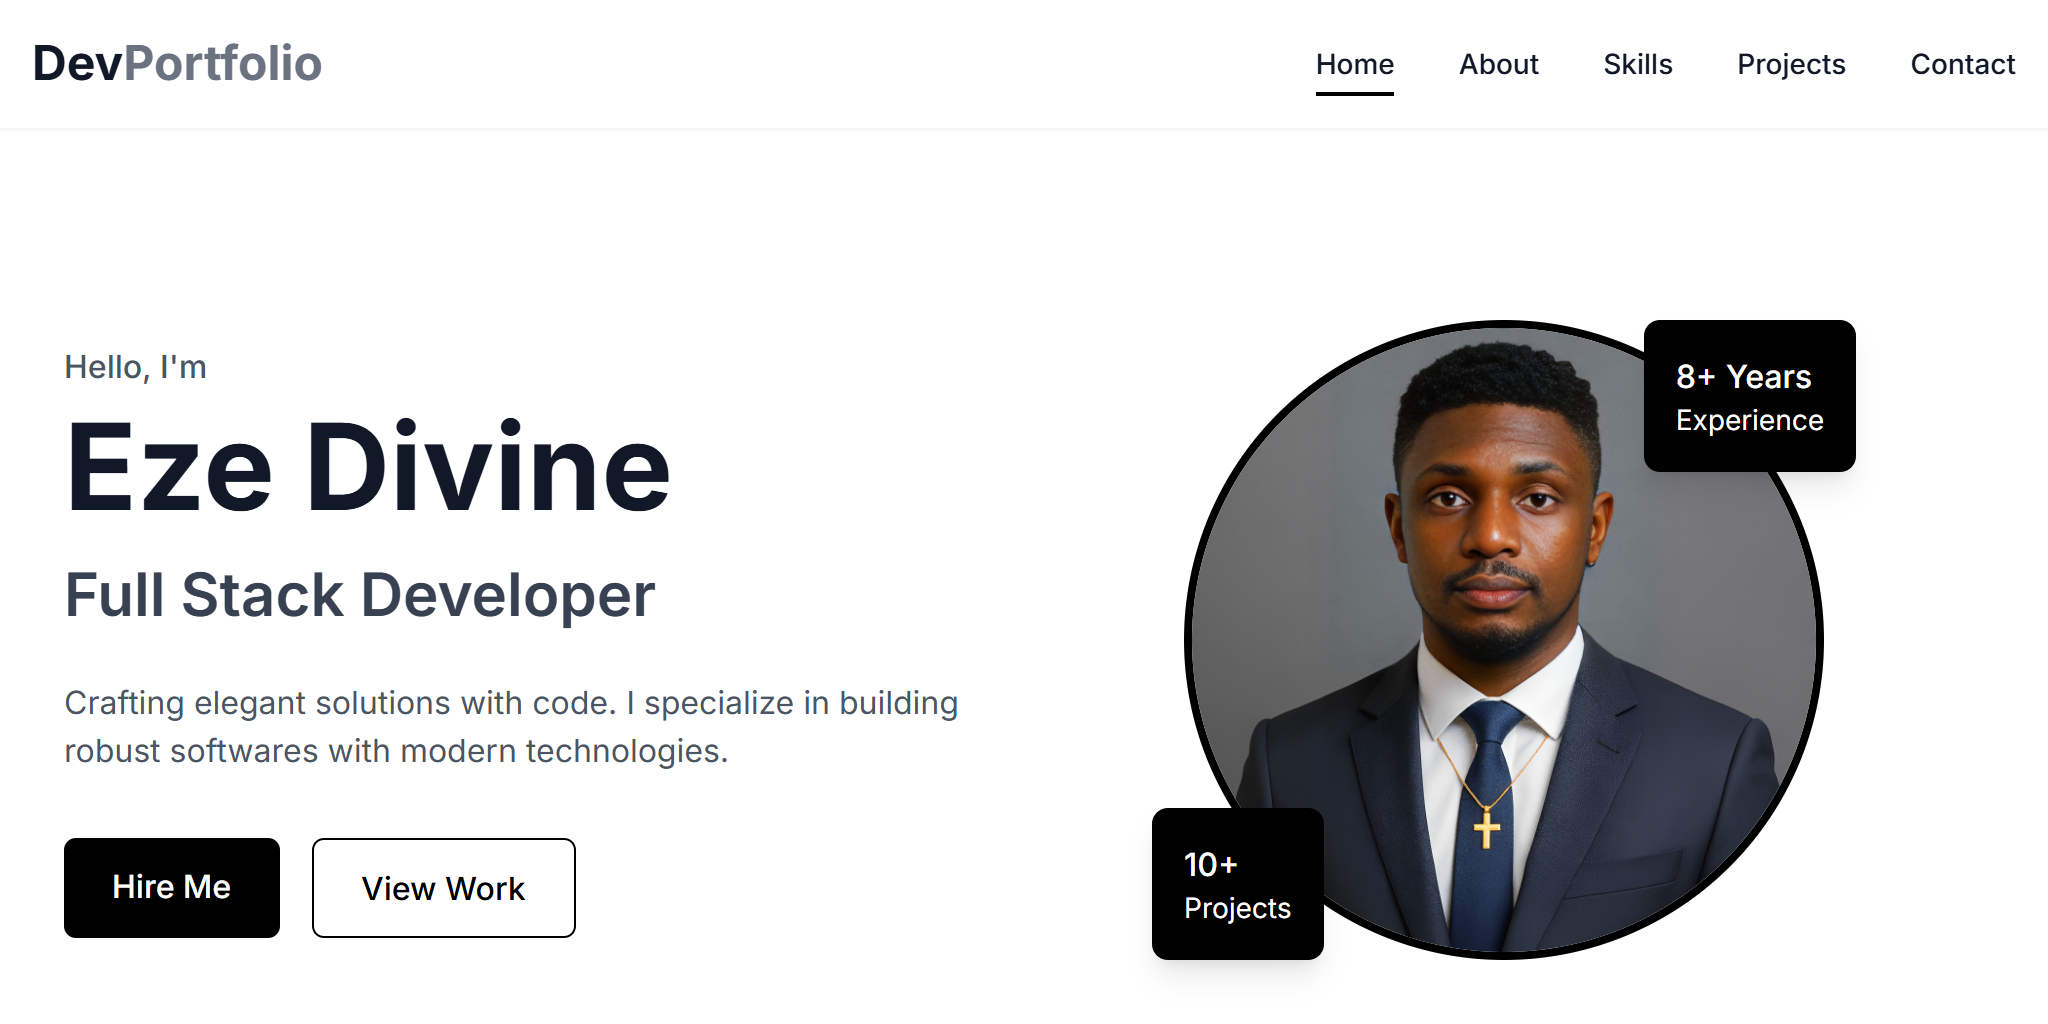 DevPortfolio
Home About Skills Projects Contact
Hello, I'm
Eze Divine
Full Stack Developer
Crafting elegant solutions with code. I specialize in building
robust softwares with modern technologies.
Hire Me
View Work
8+ Years
Experience
10+
Projects